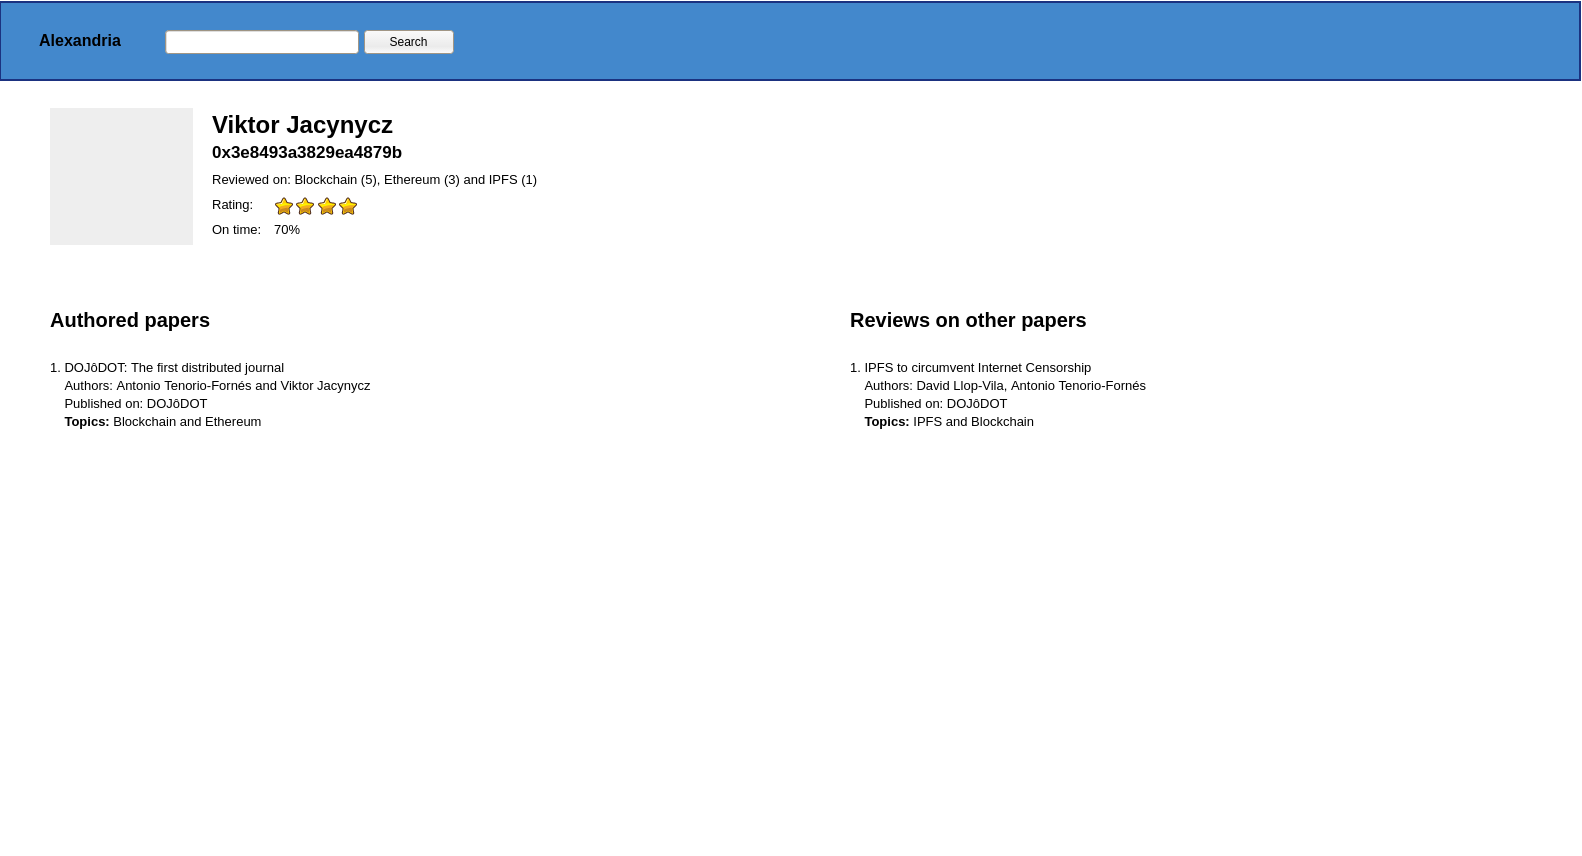 Alexandria
Search
Viktor Jacynycz
0x3e8493a3829ea4879b
Reviewed on: Blockchain (5), Ethereum (3) and IPFS (1)
Rating:
On time: 70%
Authored papers
1. DOJôDOT: The first distributed journal
Authors: Antonio Tenorio-Fornés and Viktor Jacynycz
Published on: DOJôDOT
Topics: Blockchain and Ethereum
Reviews on other papers
1. IPFS to circumvent Internet Censorship
Authors: David Llop-Vila, Antonio Tenorio-Fornés
Published on: DOJôDOT
Topics: IPFS and Blockchain